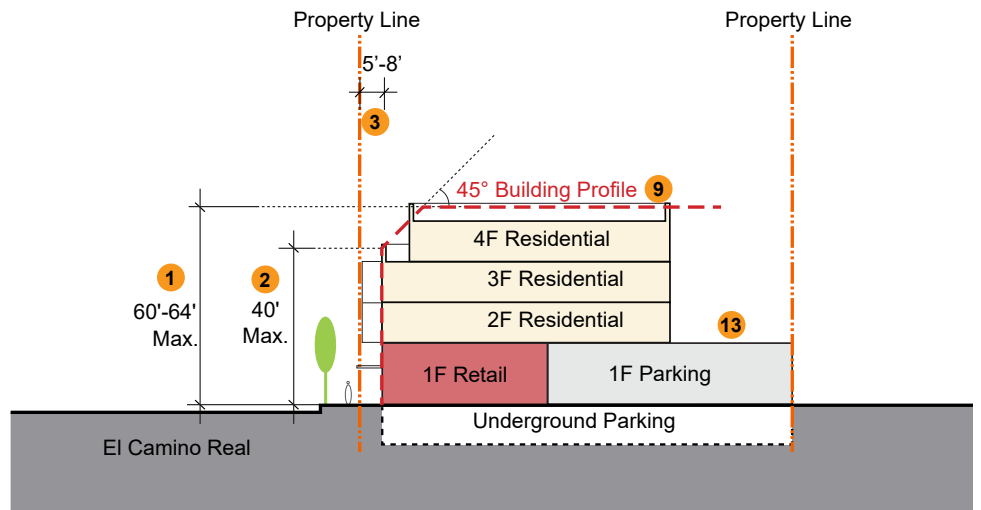 Property Line
Property Line
5’-8’
3
45° Building Profile
9
4F Residential
1
60'-64'
Max.
2
40'
Max.
3F Residential
2F Residential
13
1F Retail
1F Parking
Underground Parking
El Camino Real